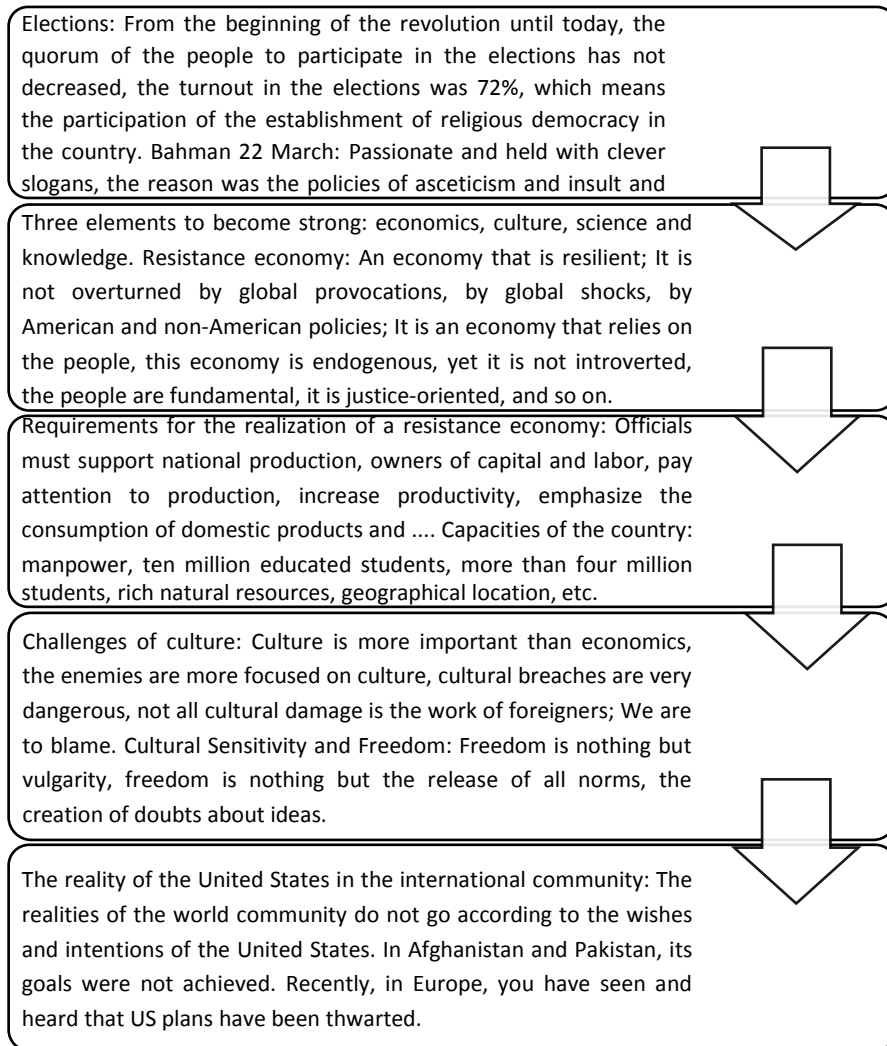 Elections: From the beginning of the revolution until today, the
quorum of the people to participate in the elections has not
decreased, the turnout in the elections was 72%, which means
the participation of the establishment of religious democracy in
the country. Bahman 22 March: Passionate and held with clever
slogans, the reason was the policies of asceticism and insult and
Three elements to become strong: economics, culture, science and
knowledge. Resistance economy: An economy that is resilient; It is
not overturned by global provocations, by global shocks, by
American and non-American policies; It is an economy that relies on
the people, this economy is endogenous, yet it is not introverted,
the people are fundamental, it is justice-oriented, and so on.
Requirements for the realization of a resistance economy: Officials
must support national production, owners of capital and labor, pay
attention to production, increase productivity, emphasize the
consumption of domestic products and .... Capacities of the country:
manpower, ten million educated students, more than four million
students, rich natural resources, geographical location, etc.
Challenges of culture: Culture is more important than economics,
the enemies are more focused on culture, cultural breaches are very
dangerous, not all cultural damage is the work of foreigners; We are
to blame. Cultural Sensitivity and Freedom: Freedom is nothing but
vulgarity, freedom is nothing but the release of all norms, the
creation of doubts about ideas.
The reality of the United States in the international community: The
realities of the world community do not go according to the wishes
and intentions of the United States. In Afghanistan and Pakistan, its
goals were not achieved. Recently, in Europe, you have seen and
heard that US plans have been thwarted.